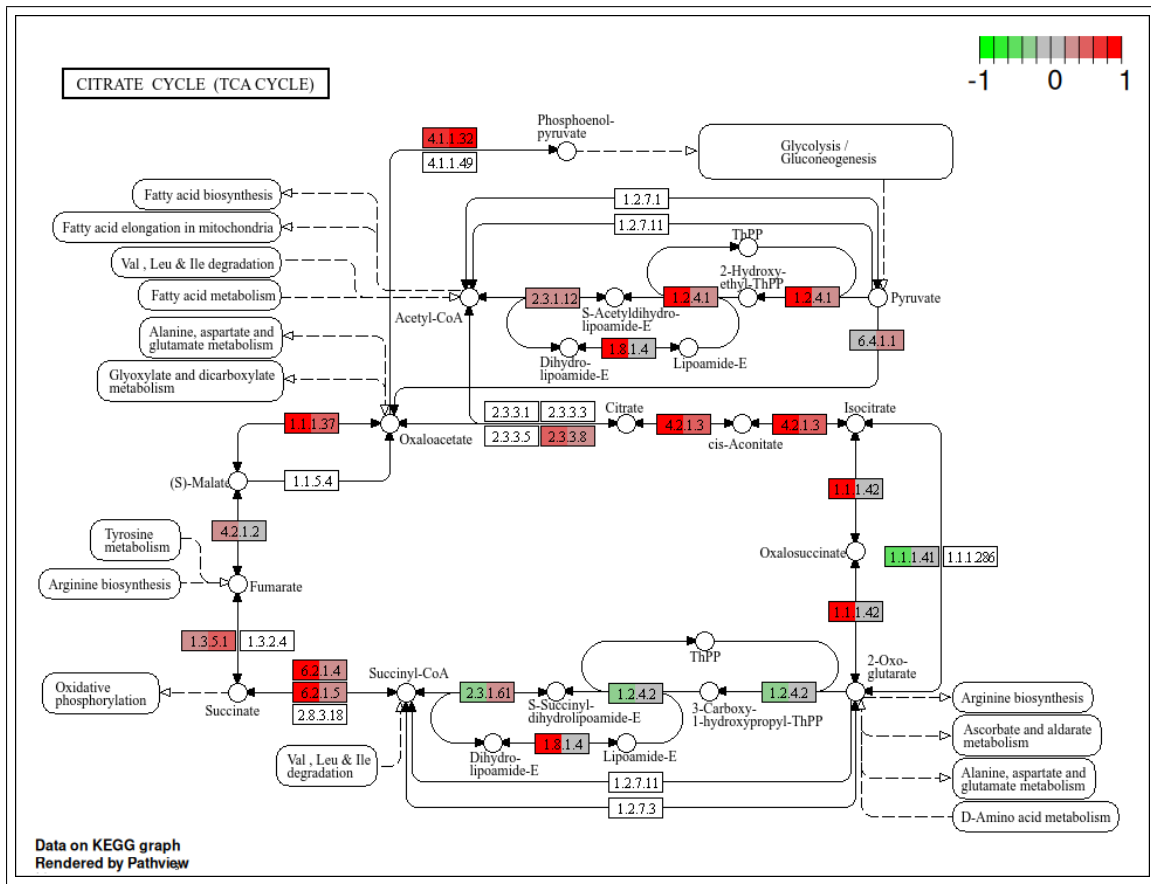 -1 0 1
CITRATE CYCLE (TCA CYCLE)
Phosphoenol-
pyruvate
4.1.1.32
4.1.1.49
Glycolysis /
Gluconeogenesis
Fatty acid biosynthesis
1.2.7.1
Fatty acid elongation in mitochondria
1.2.7.11
ThPP
Val , Leu & Ile degradation
2-Hydroxy-
ethyl-ThPP
Fatty acid metabolism
2.3.1.12
1.2.4.1
1.2.4.1
Acetyl-CoA
S-Acetyldihydro-
lipoamide-E
Pyruvate
Alanine, aspartate and
glutamate metabolism
1.8.1.4
6.4.1.1
Dihydro-
lipoamide-E
Lipoamide-E
Glyoxylate and dicarboxylate
metabolism
2.3.3.1
2.3.3.3
Citrate
Isocitrate
1.1.1.37
Oxaloacetate
2.3.3.5
2.3.3.8
4.2.1.3
4.2.1.3
cis-Aconitate
(S)-Malate
1.1.5.4
1.1.1.42
4.2.1.2
Tyrosine
metabolism
Oxalosuccinate
1.1.1.41
1.1.1.286
Arginine biosynthesis
Fumarate
1.1.1.42
1.3.5.1
1.3.2.4
ThPP
6.2.1.4
Succinyl-CoA
2-Oxo-
glutarate
Oxidative
phosphorylation
6.2.1.5
2.3.1.61
1.2.4.2
1.2.4.2
Succinate
2.8.3.18
S-Succinyl-
dihydrolipoamide-E
3-Carboxy-
1-hydroxypropyl-ThPP
Arginine biosynthesis
1.8.1.4
Ascorbate and aldarate
metabolism
Val , Leu & Ile
degradation
Dihydro-
lipoamide-E
Lipoamide-E
1.2.7.11
Alanine, aspartate and
glutamate metabolism
1.2.7.3
D-Amino acid metabolism
Data on KEGG graph
Rendered by Pathview